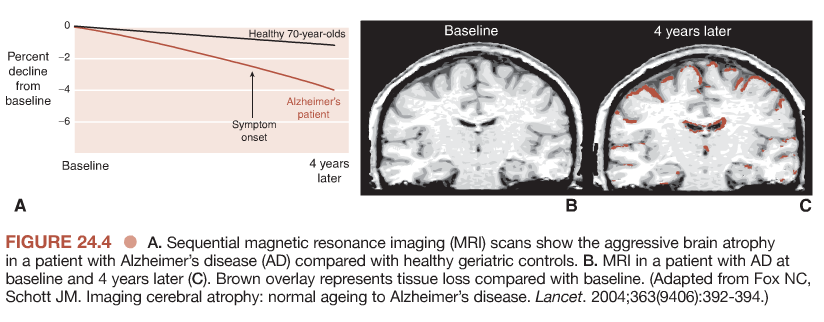 0
Healthy 70-year-olds
Percent
decline
from
baseline
–2
–4
–6
Alzheimer's
patient
Symptom
onset
Baseline
4 years
later
A
Baseline
4 years later
B
C
FIGURE 24.4 ● A. Sequential magnetic resonance imaging (MRI) scans show the aggressive brain atrophy
in a patient with Alzheimer's disease (AD) compared with healthy geriatric controls. B. MRI in a patient with AD at
baseline and 4 years later (C). Brown overlay represents tissue loss compared with baseline. (Adapted from Fox NC,
Schott JM. Imaging cerebral atrophy: normal ageing to Alzheimer's disease. Lancet. 2004;363(9406):392-394.)